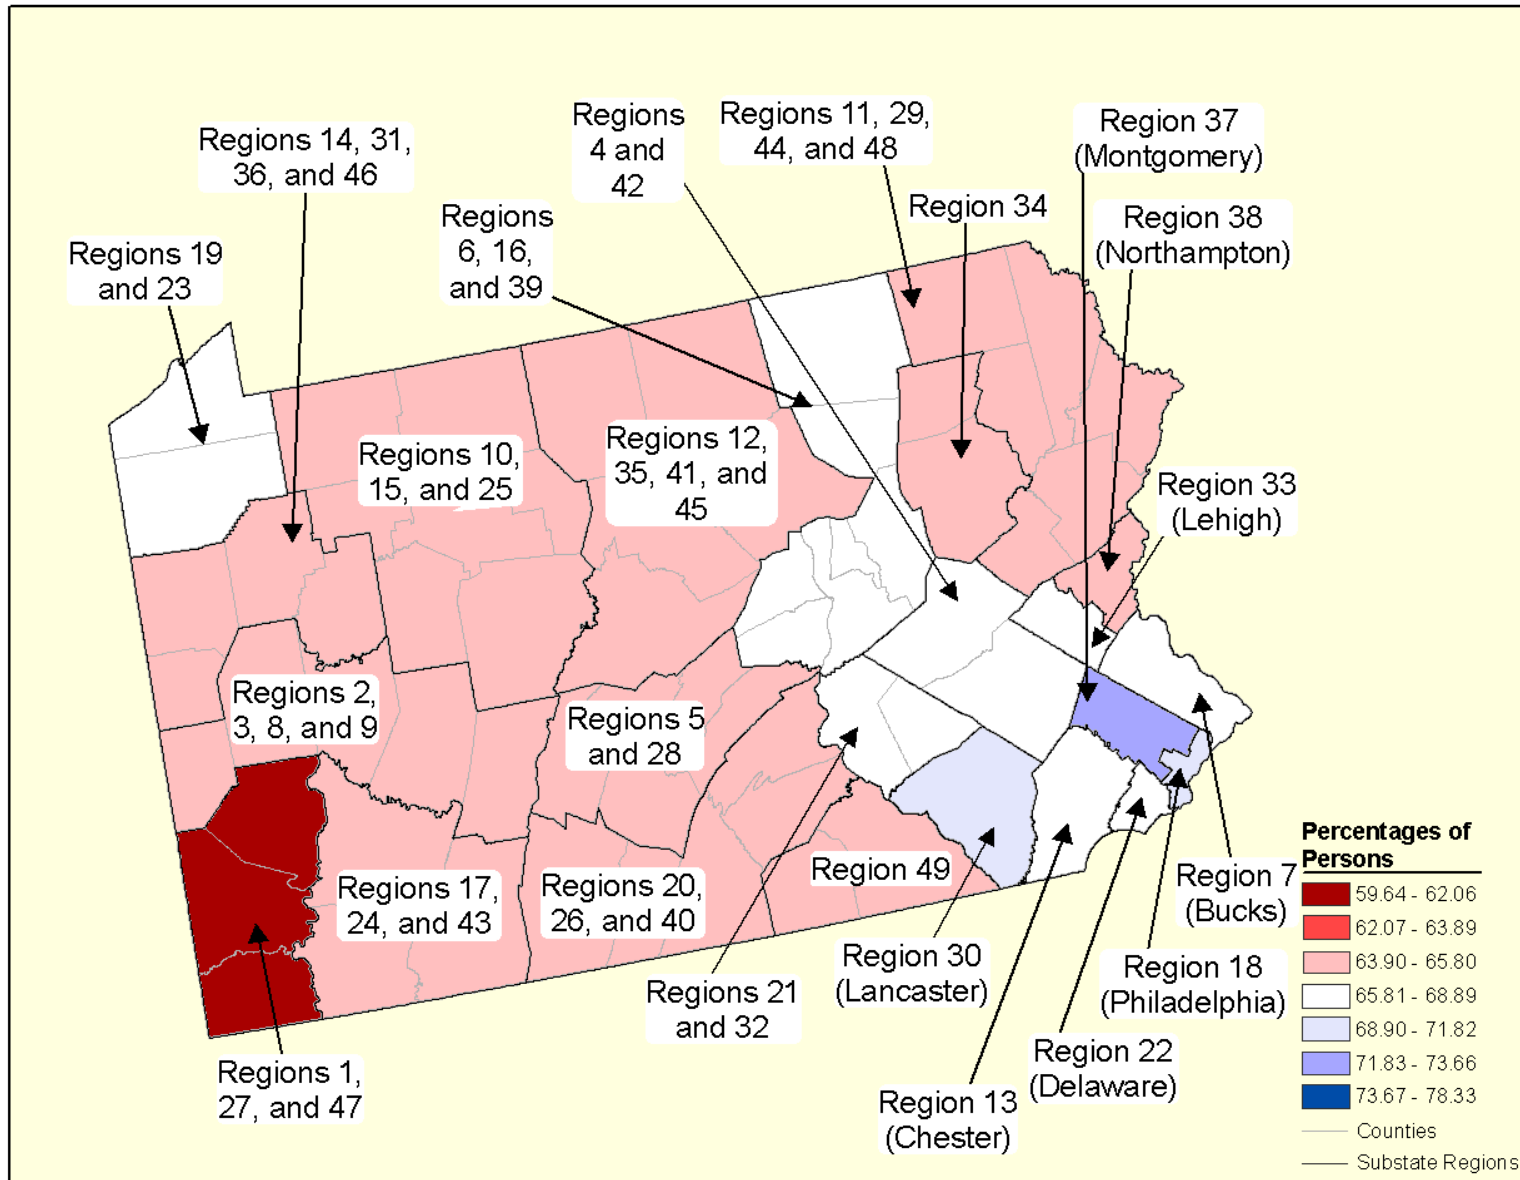 Regions
4 and
42
Regions 11, 29,
44, and 48
Region 37
(Montgomery)
Regions 14, 31,
36, and 46
Regions
6, 16,
and 39
Region 34
Region 38
(Northampton)
Regions 19
and 23
Regions 10,
15, and 25
Regions 12,
35, 41, and
45
Region 33
(Lehigh)
Regions 2,
3, 8, and 9
Regions 5
and 28
Regions 17,
24, and 43
Regions 20,
26, and 40
Region 49
Region 7
(Bucks)
Region 30
(Lancaster)
Region 18
(Philadelphia)
Regions 21
and 32
Region 22
(Delaware)
Regions 1,
27, and 47
Region 13
(Chester)
Percentages of
Persons
59.64 - 62.06
62.07 - 63.89
63.90 - 65.80
65.81 - 68.89
68.90 - 71.82
71.83 - 73.66
73.67 - 78.33
Counties
Substate Regions